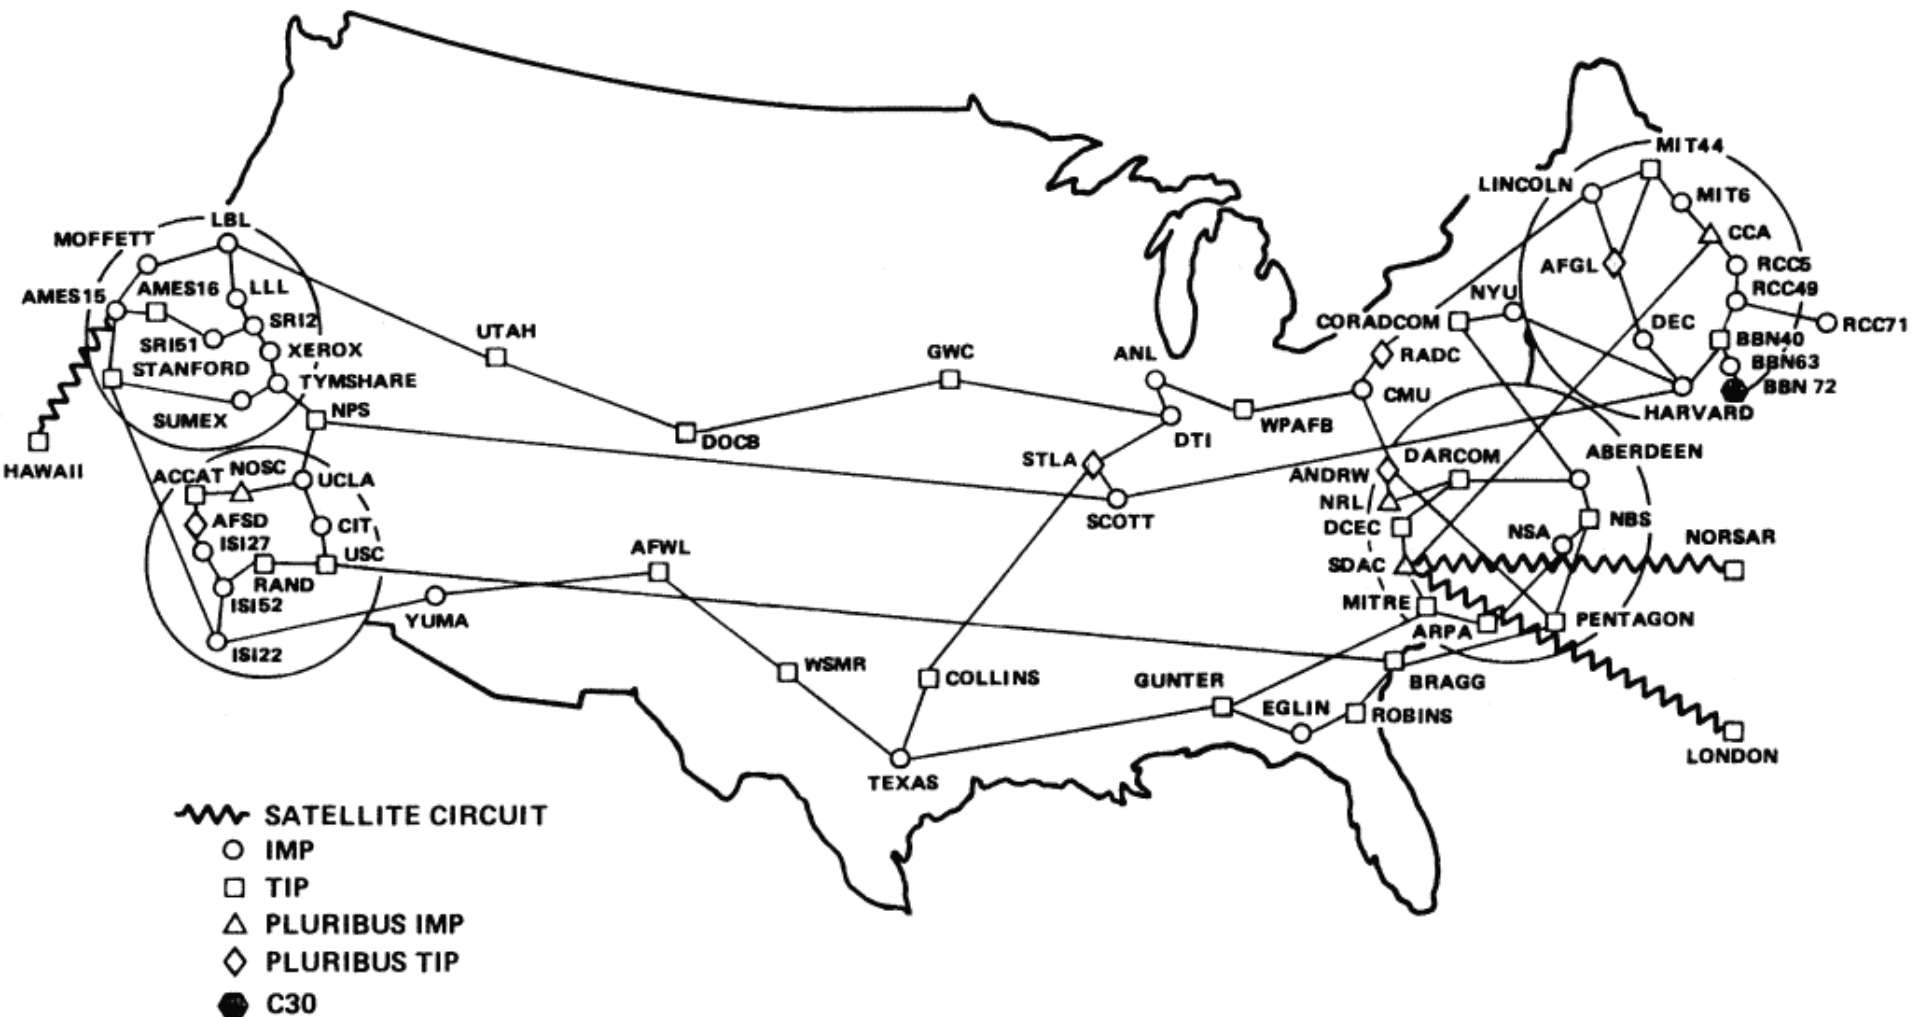 MIT44
LINCOLN
MIT6
LBL
CCA
MOFFETT
AFGL
RCC5
AMES16
LLL
RCC49
AMES15
NYU
SRI2
CORADCOM
DEC
RCC71
UTAH
BBN40
SRI51
XEROX
GWC
ANL
RADC
BBN63
STANFORD
TYMSHARE
BBN 72
CMU
NPS
HARVARD
SUMEX
WPAFB
DOCB
DTI
ABERDEEN
HAWAII
STLA
DARCOM
ACCAT
NOSC
UCLA
ANDRW
NRL
AFSD
CIT
SCOTT
DCEC
NBS
NSA
NORSAR
ISI27
USC
AFWL
SDAC
RAND
ISI52
MITRE
YUMA
PENTAGON
ARPA
ISI22
WSMR
COLLINS
GUNTER
BRAGG
EGLIN
ROBINS
LONDON
TEXAS
SATELLITE CIRCUIT
IMP
TIP
PLURIBUS IMP
PLURIBUS TIP
C30